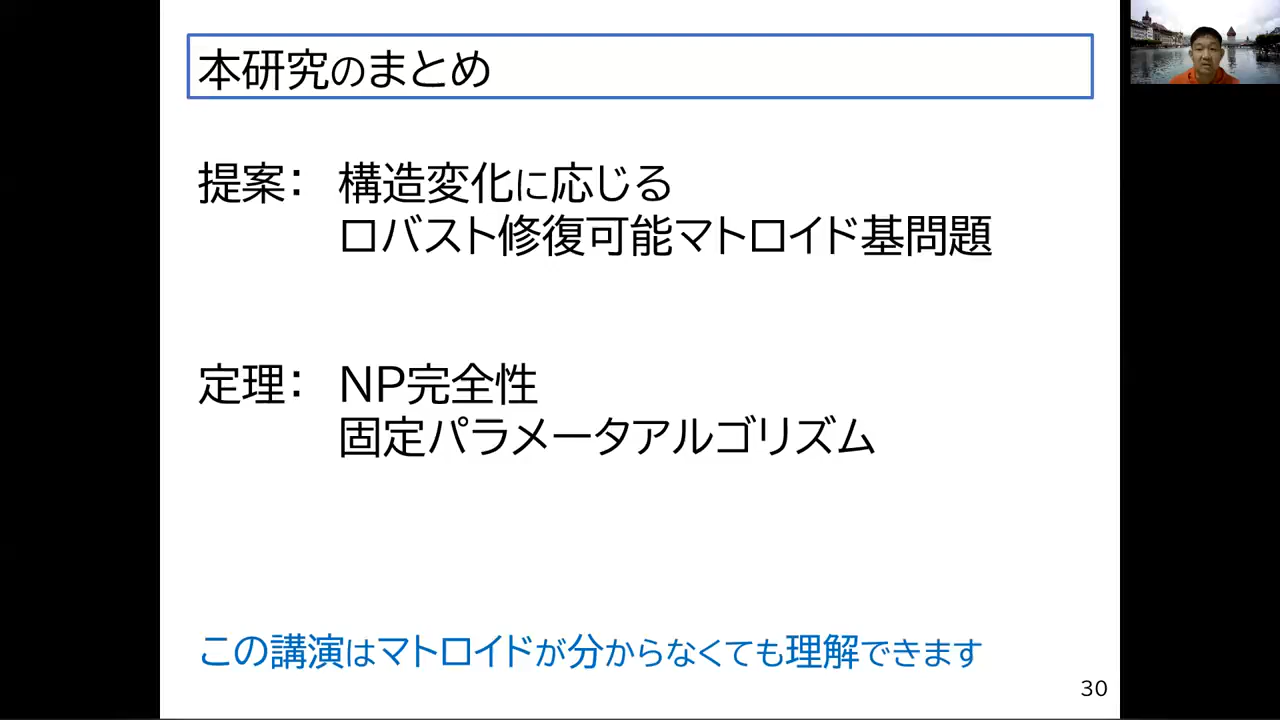 本研究のまとめ
提案： 構造変化に応じる
ロバスト修復可能マトロイド基問題
定理： NP完全性
固定パラメータアルゴリズム
この講演はマトロイドが分からなくても理解できます
30